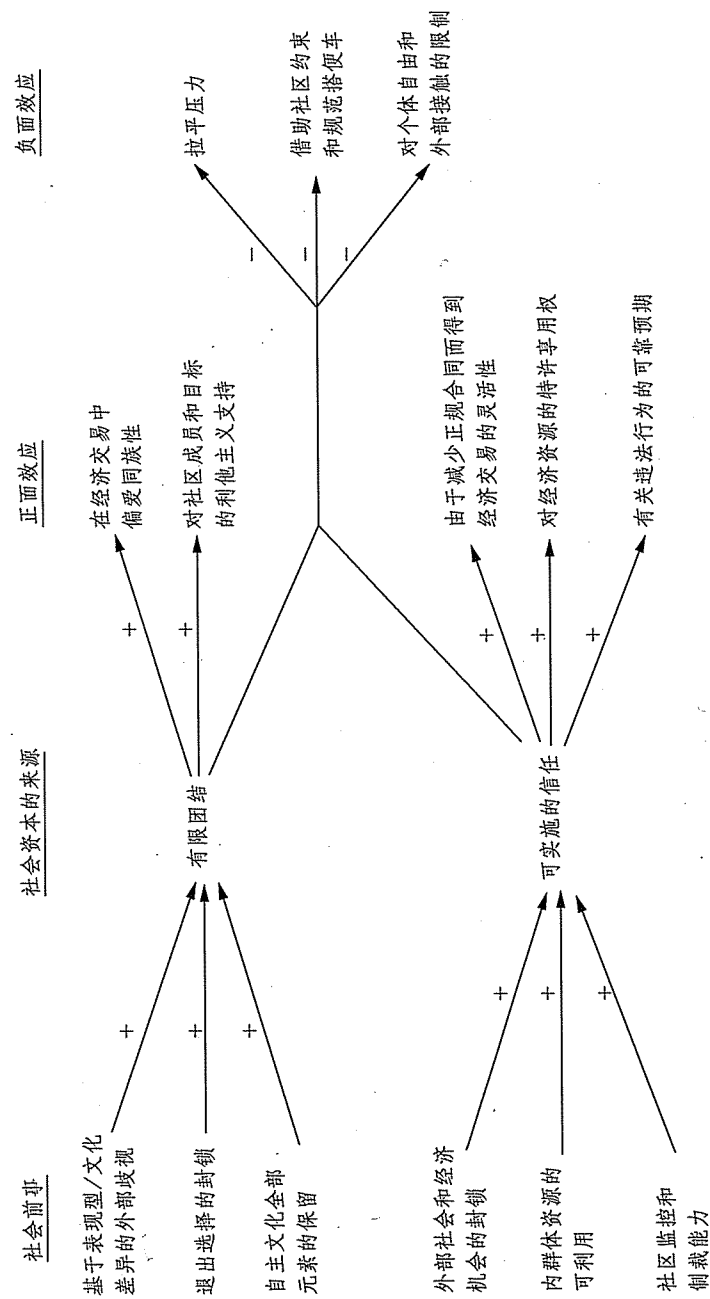 社会前事
社会资本的来源
正面效应
负面效应
基于表现型/文化
差异的外部歧视
退出选择的封锁
自主文化全部
元素的保留
外部社会和经济
机会的封锁
内群体资源的
可利用
社区监控和
制裁能力
+
+
+
+
+
+
有限团结
可实施的信任
+
+
+
+
+
在经济交易中
偏爱同族性
对社区成员和目标
的利他主义支持
由于减少正规合同而得到
经济交易的灵活性
对经济资源的特许享用权
有关违法行为的可靠预期
−
−
−
拉平压力
借助社区约束
和规范搭便车
对个体自由和
外部接触的限制